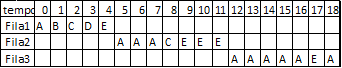 tempo 0 1 2 3 4 5 6 7 8 9 10 11 12 13 14 15 16 17 18
Fila1 A B C D E
Fila2 A A A C E E E
Fila3 A A A A A E A